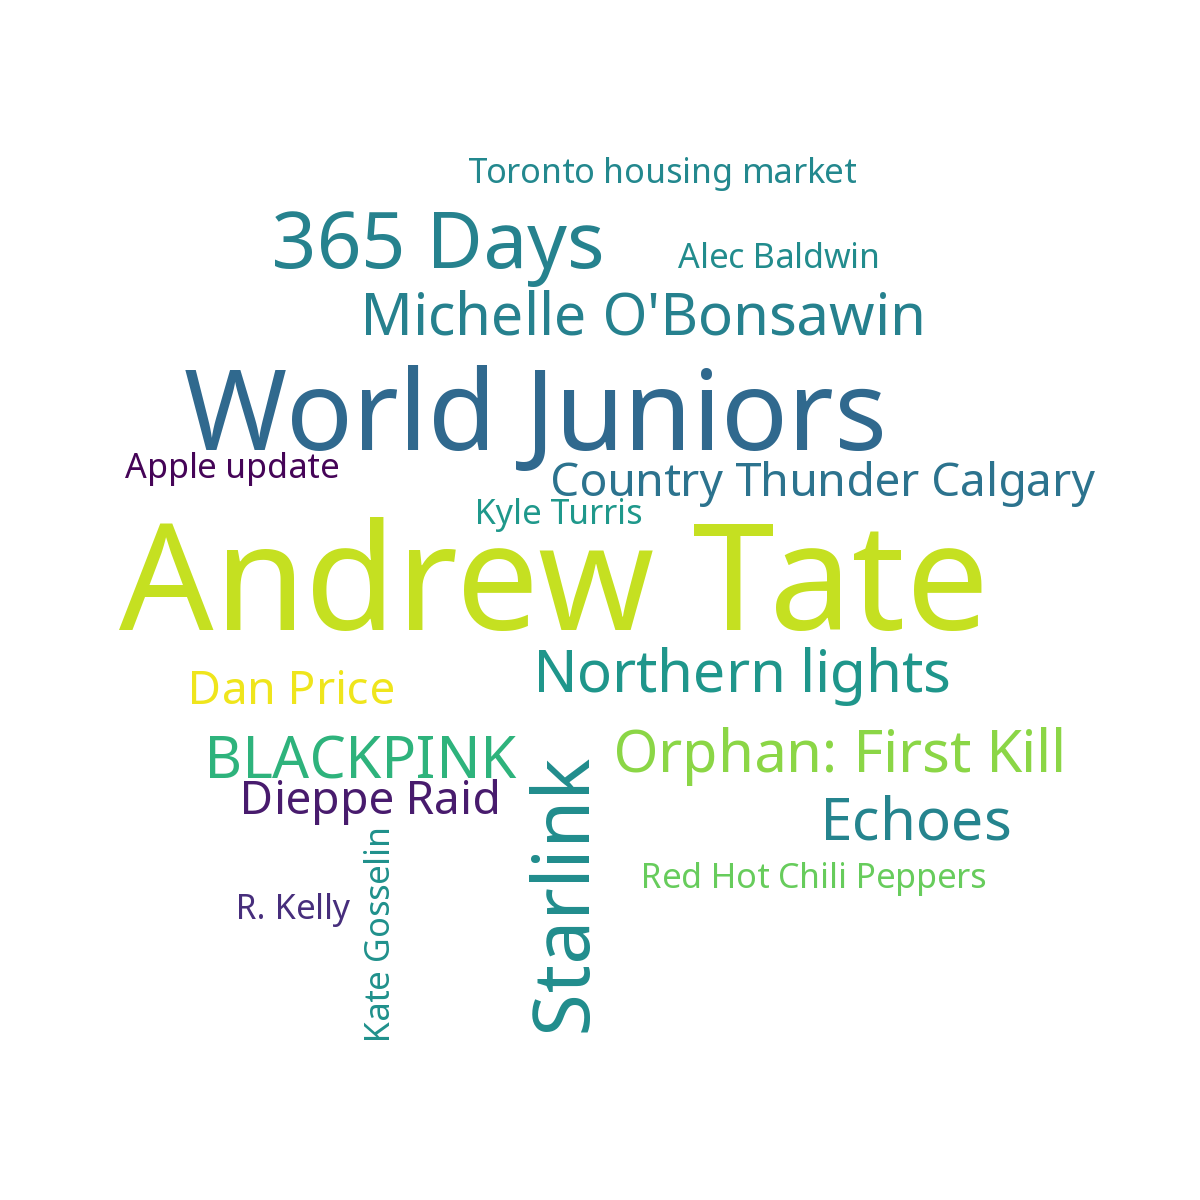 Toronto housing market
365 Days
Alec Baldwin
Michelle O'Bonsawin
World Juniors
Apple update
Country Thunder Calgary
Kyle Turris
Andrew Tate
Northern lights
Dan Price
BLACKPINK
Orphan: First Kill
Dieppe Raid
Echoes
Starlink
Red Hot Chili Peppers
R. Kelly
Kate Gosselin